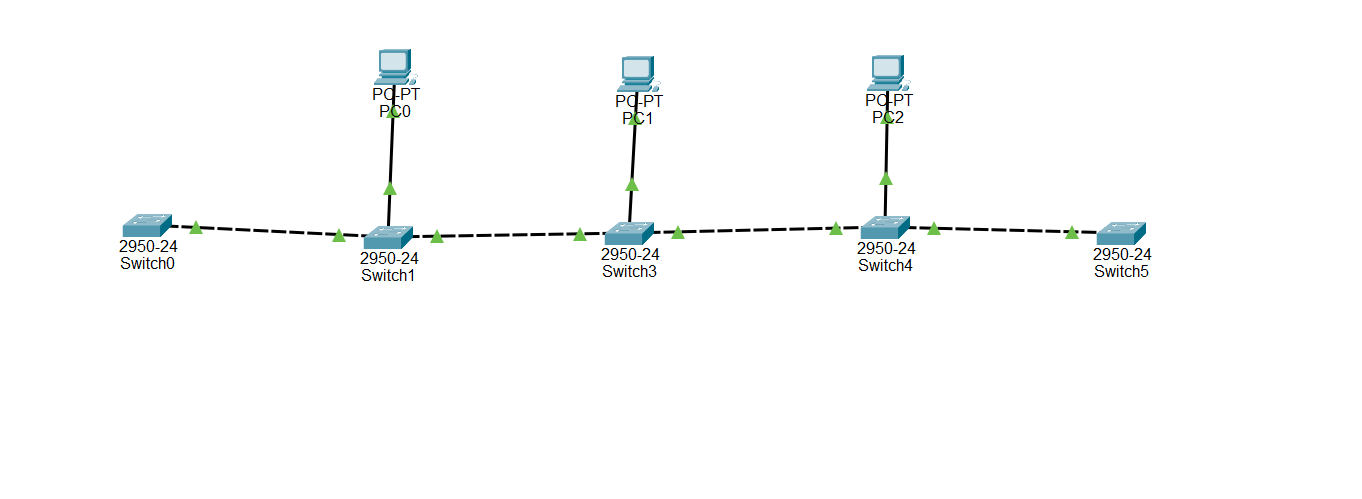 PC-PT
PC0
PC-PT
PC1
PC-PT
PC2
2950-24
Switch0
2950-24
Switch1
2950-24
Switch3
2950-24
Switch4
2950-24
Switch5